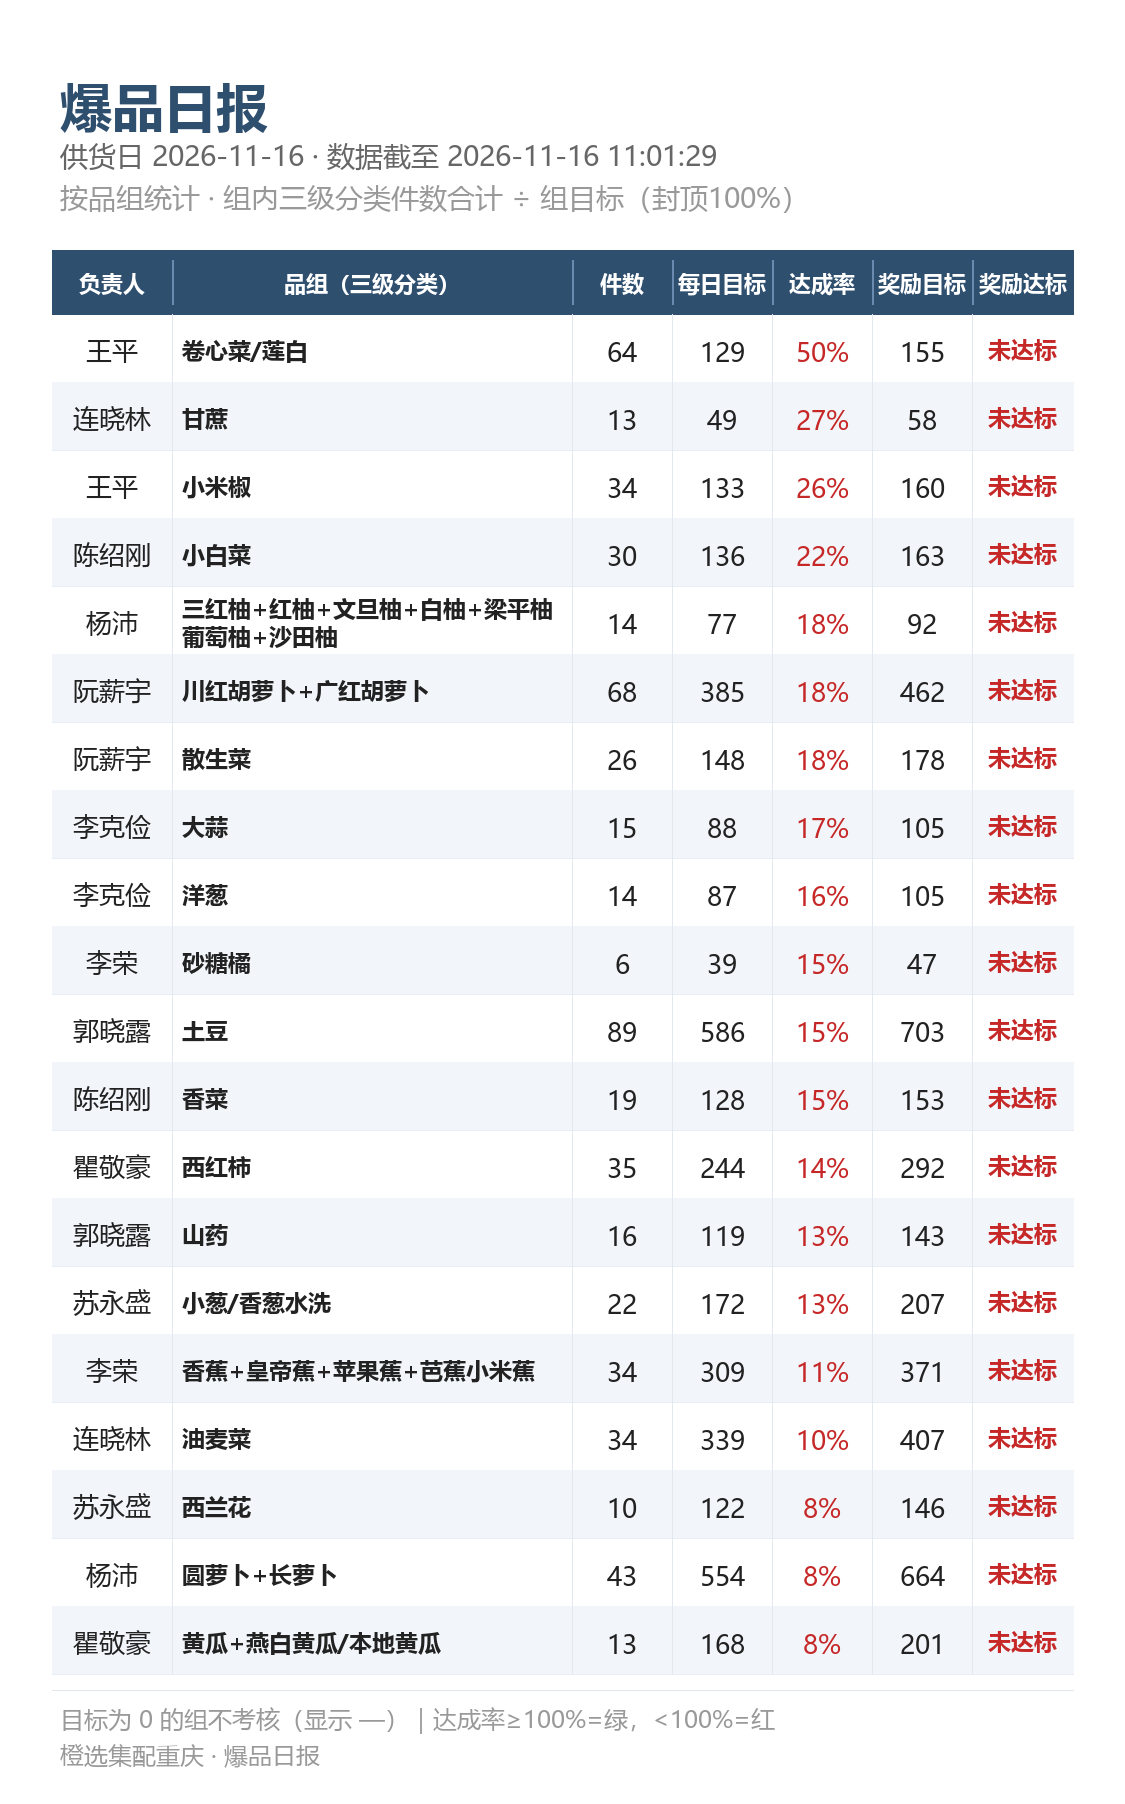 爆品日报
供货日 2026-11-16 · 数据截至 2026-11-16 11:01:29
按品组统计 · 组内三级分类件数合计 ÷ 组目标（封顶100%）
负责人 品组（三级分类） 件数 每日目标 达成率 奖励目标 奖励达标
王平 卷心菜/莲白 64 129 50% 155 未达标
连晓林 甘蔗 13 49 27% 58 未达标
王平 小米椒 34 133 26% 160 未达标
陈绍刚 小白菜 30 136 22% 163 未达标
杨沛 三红柚+红柚+文旦柚+白柚+梁平柚 14 77 18% 92 未达标
葡萄柚+沙田柚
阮薪宇 川红胡萝卜+广红胡萝卜 68 385 18% 462 未达标
阮薪宇 散生菜 26 148 18% 178 未达标
李克俭 大蒜 15 88 17% 105 未达标
李克俭 洋葱 14 87 16% 105 未达标
李荣 砂糖橘 6 39 15% 47 未达标
郭晓露 土豆 89 586 15% 703 未达标
陈绍刚 香菜 19 128 15% 153 未达标
瞿敬豪 西红柿 35 244 14% 292 未达标
郭晓露 山药 16 119 13% 143 未达标
苏永盛 小葱/香葱水洗 22 172 13% 207 未达标
李荣 香蕉+皇帝蕉+苹果蕉+芭蕉小米蕉 34 309 11% 371 未达标
连晓林 油麦菜 34 339 10% 407 未达标
苏永盛 西兰花 10 122 8% 146 未达标
杨沛 圆萝卜+长萝卜 43 554 8% 664 未达标
瞿敬豪 黄瓜+燕白黄瓜/本地黄瓜 13 168 8% 201 未达标
目标为 0 的组不考核（显示 —）｜达成率≥100%=绿，<100%=红
橙选集配重庆 · 爆品日报